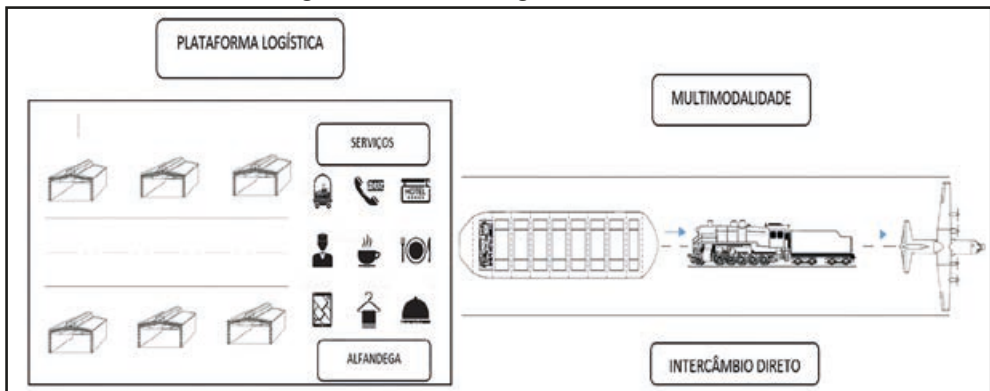 PLATAFORMA LOGÍSTICA
MULTIMODALIDADE
SERVIÇOS
HOTEL
ALFANDEGA
INTERCÂMBIO DIRETO